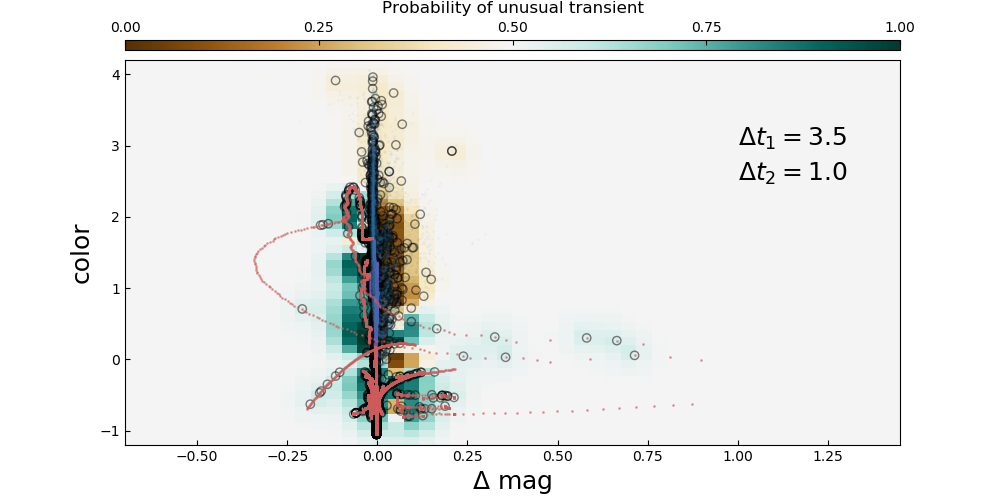 Probability of unusual transient
0.00 0.25 0.50 0.75 1.00
4
3
2
1
0
−1
color
Δt₁ = 3.5
Δt₂ = 1.0
−0.50 −0.25 0.00 0.25 0.50 0.75 1.00 1.25
Δ mag